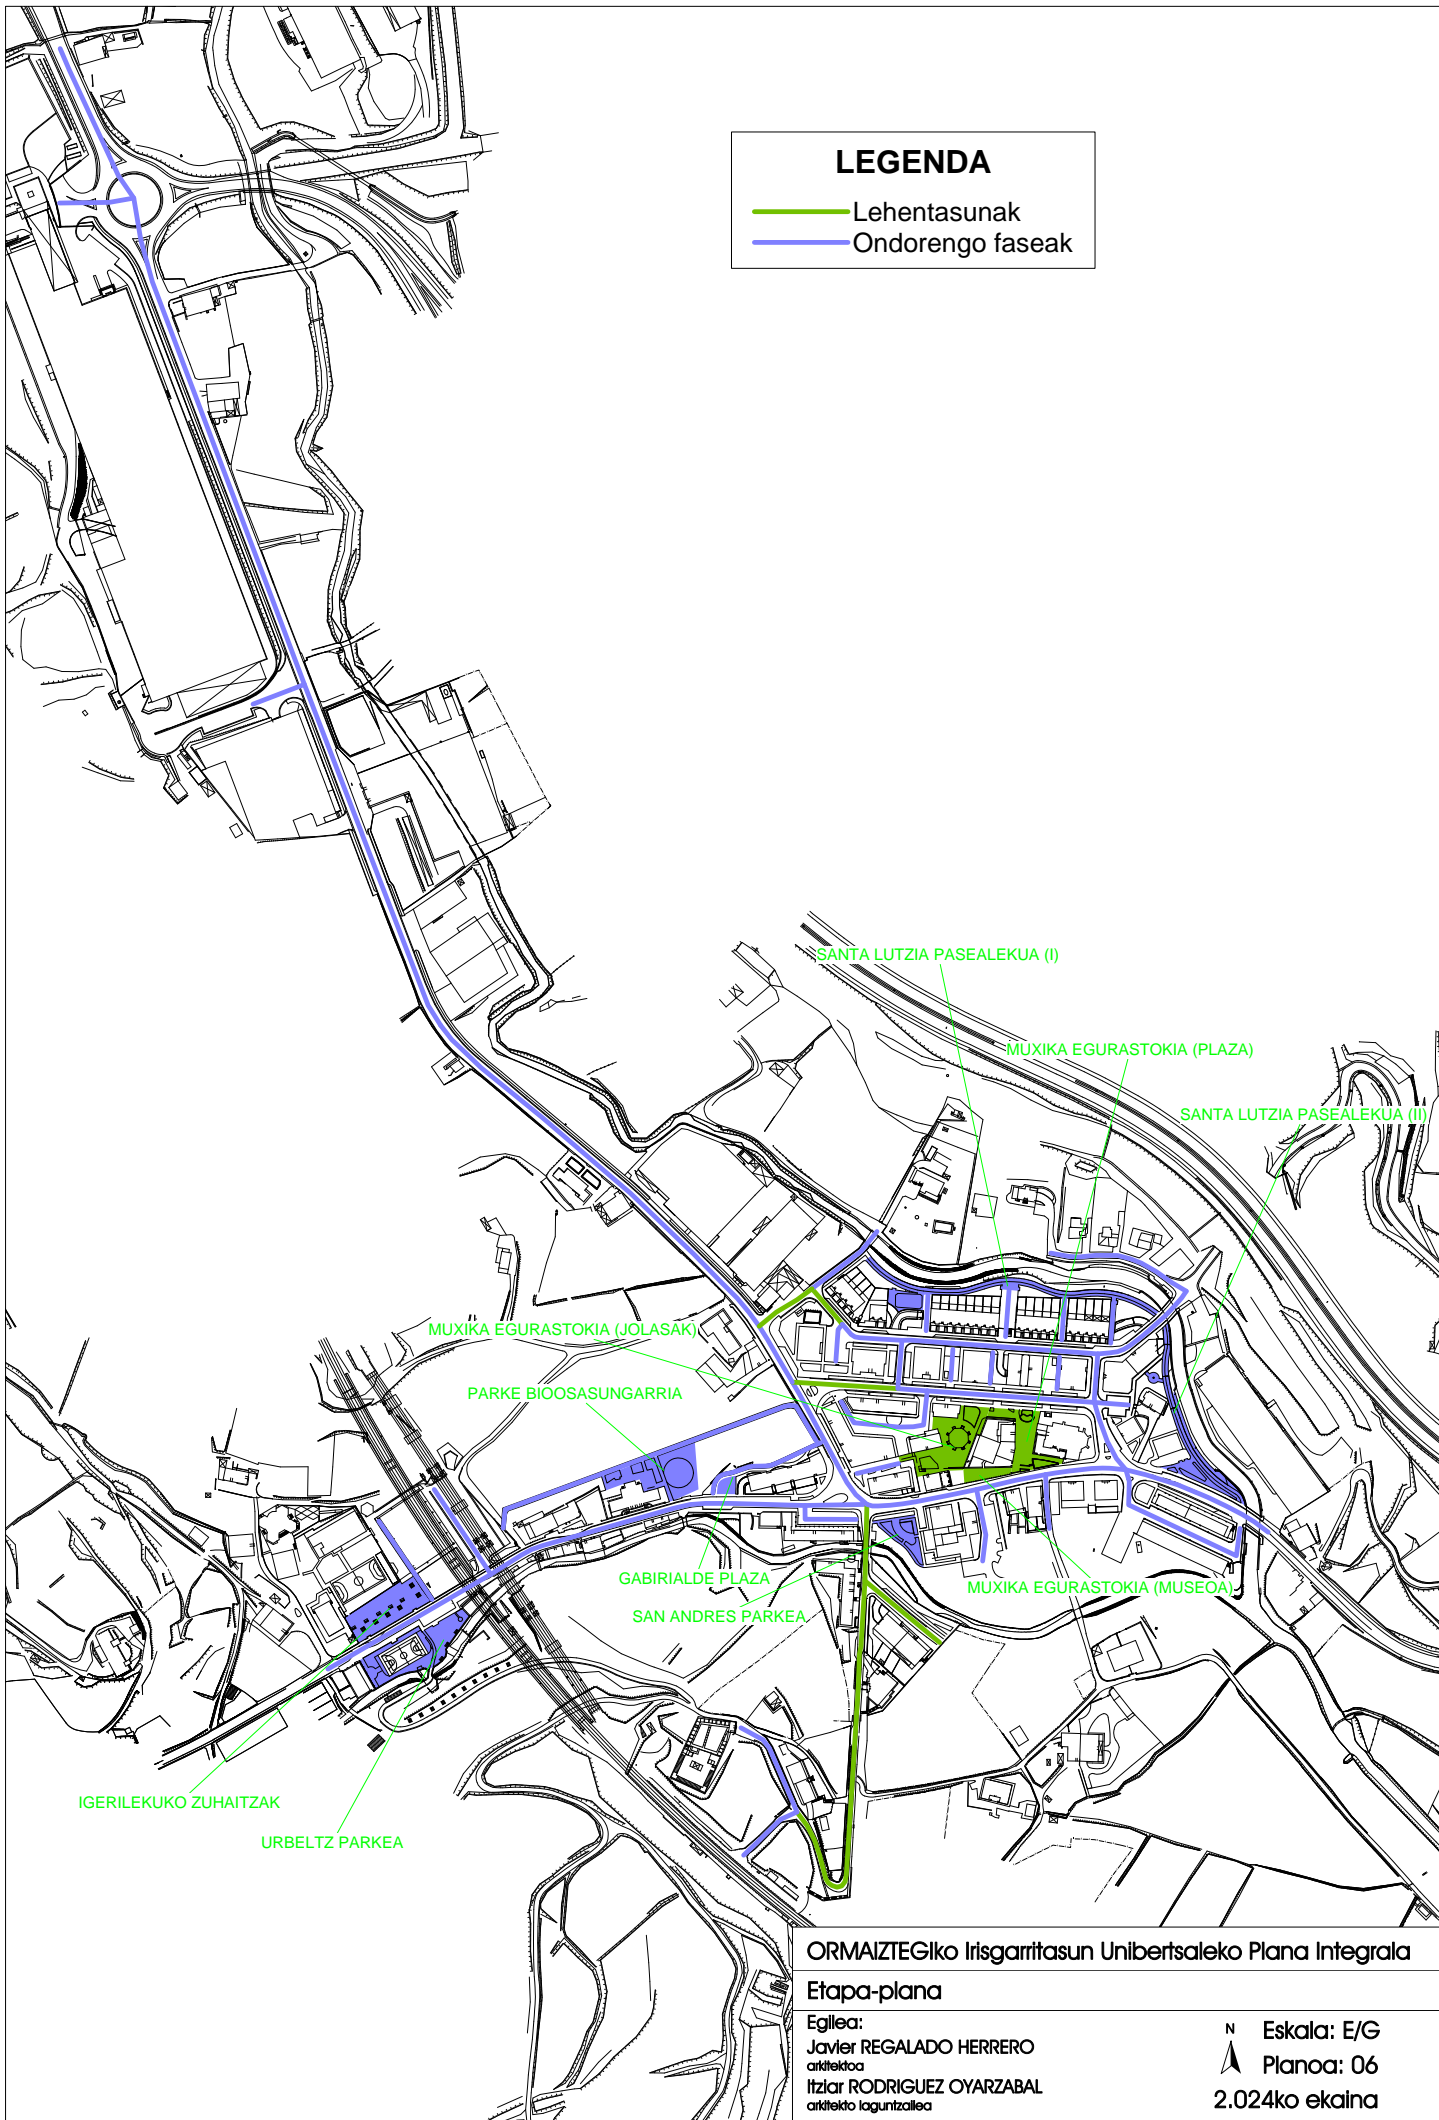 LEGENDA
Lehentasunak
Ondorengo faseak
SANTA LUTZIA PASEALEKUA (I)
MUXIKA EGURASTOKIA (PLAZA)
SANTA LUTZIA PASEALEKUA (II)
MUXIKA EGURASTOKIA (JOLASAK)
PARKE BIOOSASUNGARRIA
GABIRIALDE PLAZA
MUXIKA EGURASTOKIA (MUSEOA)
SAN ANDRES PARKEA
IGERILEKUKO ZUHAITZAK
URBELTZ PARKEA
ORMAIZTEGIko Irisgarritasun Unibertsaleko Plana Integrala
Etapa-plana
Egilea:
Javier REGALADO HERRERO
arkitektoa
Itziar RODRIGUEZ OYARZABAL
arkitekto laguntzailea
N
Eskala: E/G
Planoa: 06
2.024ko ekaina